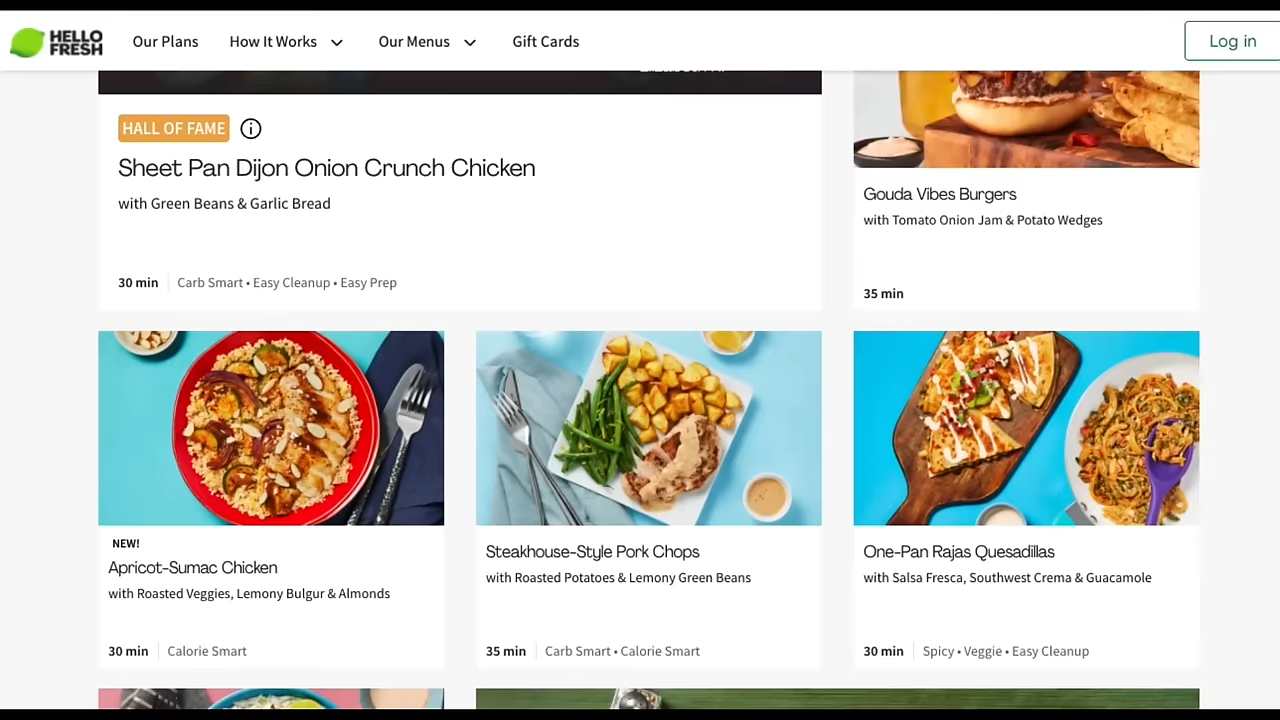 HELLO
FRESH
Our Plans
How It Works
Our Menus
Gift Cards
Log in
HALL OF FAME
Sheet Pan Dijon Onion Crunch Chicken
with Green Beans & Garlic Bread
30 min
Carb Smart • Easy Cleanup • Easy Prep
Gouda Vibes Burgers
with Tomato Onion Jam & Potato Wedges
35 min
NEW!
Apricot-Sumac Chicken
with Roasted Veggies, Lemony Bulgur & Almonds
30 min
Calorie Smart
Steakhouse-Style Pork Chops
with Roasted Potatoes & Lemony Green Beans
35 min
Carb Smart • Calorie Smart
One-Pan Rajas Quesadillas
with Salsa Fresca, Southwest Crema & Guacamole
30 min
Spicy • Veggie • Easy Cleanup